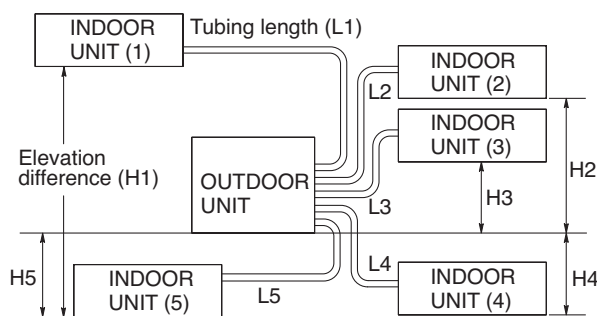 INDOOR
UNIT (1)
Tubing length (L1)
INDOOR
UNIT (2)
L2
INDOOR
UNIT (3)
Elevation
difference (H1)
OUTDOOR
UNIT
L3
H3
H2
H5
INDOOR
UNIT (5)
L5
L4
INDOOR
UNIT (4)
H4